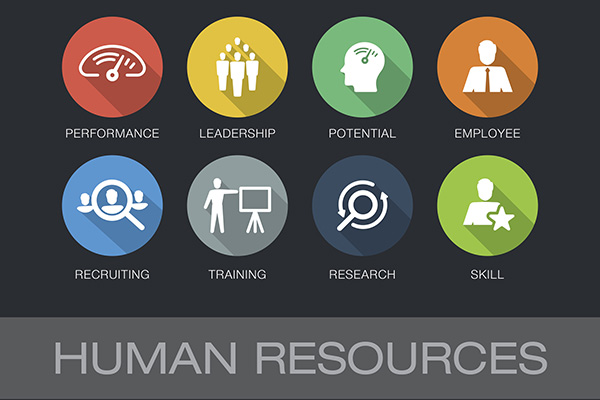 PERFORMANCE LEADERSHIP POTENTIAL EMPLOYEE
RECRUITING TRAINING RESEARCH SKILL
HUMAN RESOURCES